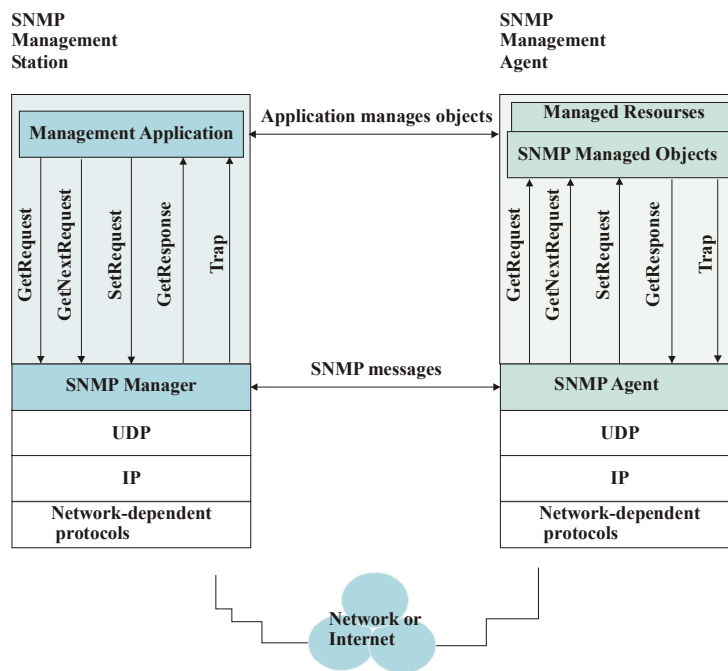 SNMP
Management
Station
SNMP
Management
Agent
Management Application
Application manages objects
Managed Resourses
SNMP Managed Objects
GetRequest
GetNextRequest
SetRequest
GetResponse
Trap
GetRequest
GetNextRequest
SetRequest
GetResponse
Trap
SNMP Manager
SNMP messages
SNMP Agent
UDP
UDP
IP
IP
Network-dependent
protocols
Network-dependent
protocols
Network or
Internet